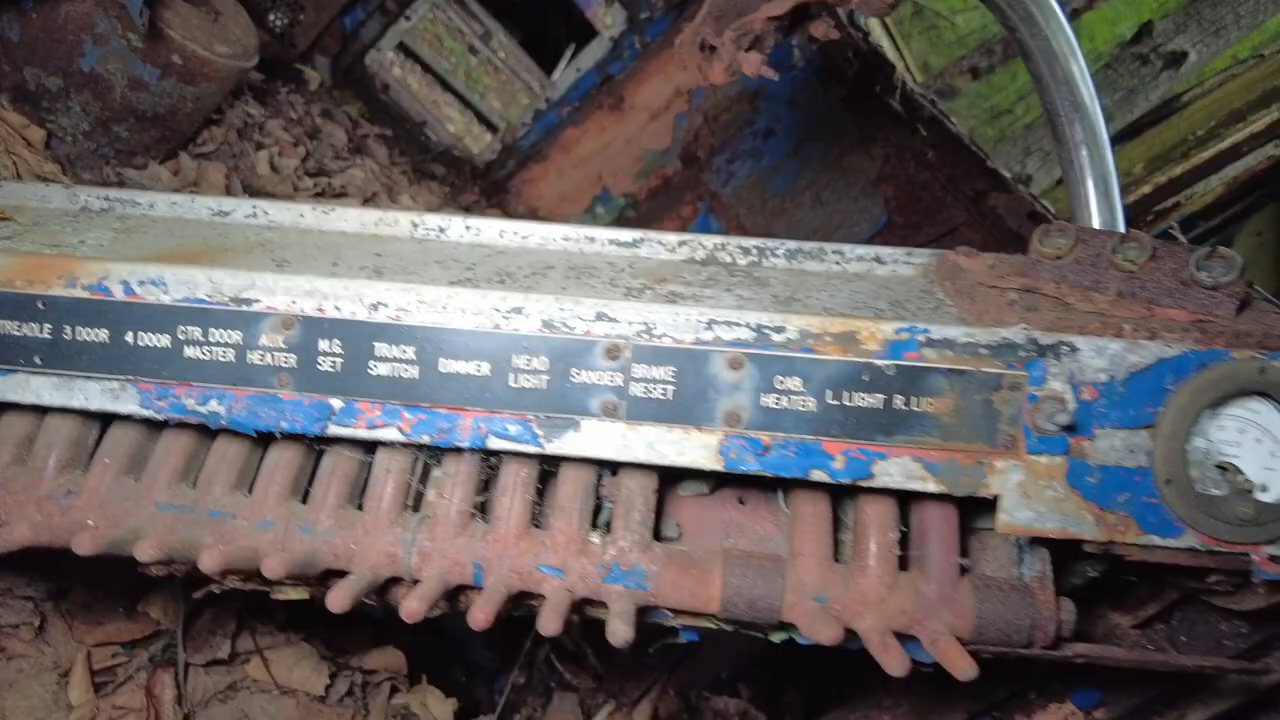 TREADLE 3 DOOR 4 DOOR CTR. DOOR MASTER AUX. HEATER M.G. SET TRACK SWITCH DIMMER HEAD LIGHT SANDER BRAKE RESET CAB. HEATER L. LIGHT R. LIGHT